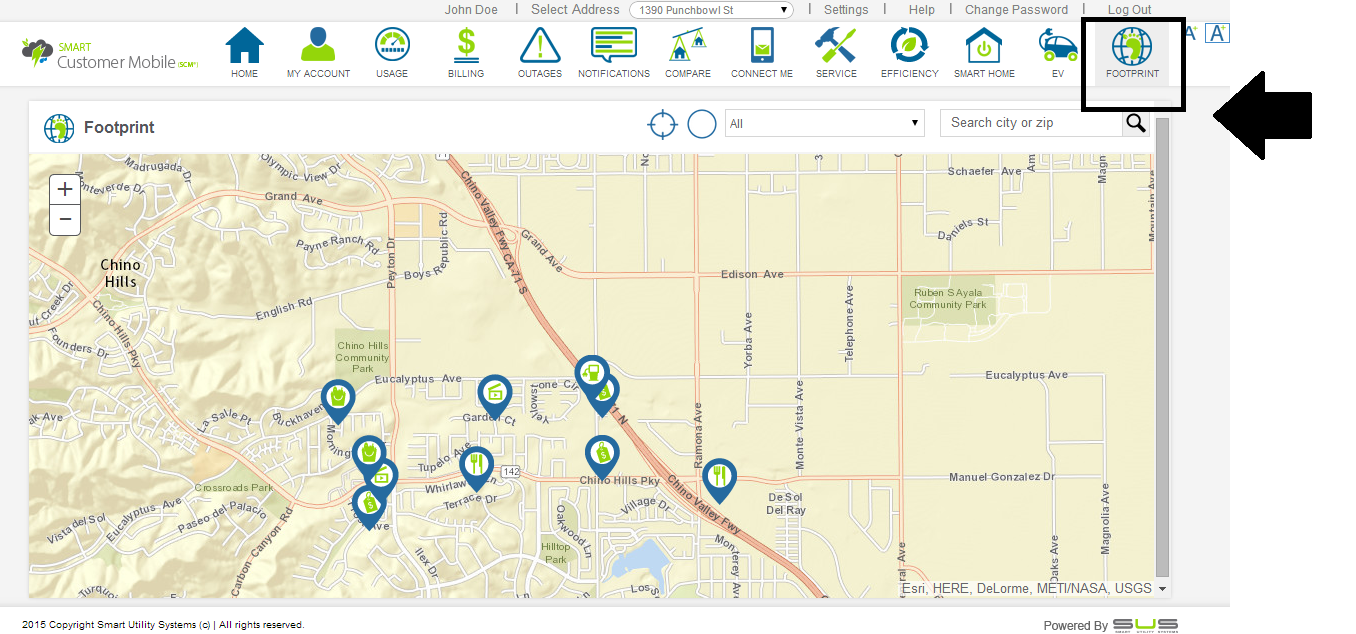 John Doe | Select Address 1390 Punchbowl St | Settings | Help | Change Password | Log Out
SMART
Customer Mobile (SCM®)
HOME MY ACCOUNT USAGE BILLING OUTAGES NOTIFICATIONS COMPARE CONNECT ME SERVICE EFFICIENCY SMART HOME EV FOOTPRINT
A+ A+
Footprint
All
Search city or zip
+
−
Madrugada Dr
Olympic View Dr
Monteverde Dr
Grand Ave
Schaefer Ave
Mountain Ave
Daniels St
Payne Ranch Rd
Peyton Dr
Boys Republic Rd
Chino Valley Fwy CA-71 S
Grand Ave
Edison Ave
Chino
Hills
Ruben S Ayala
Community Park
English Rd
Founders Dr
Chino Hills Pky
Yorba Ave
Telephone Ave
Chino Hills
Community
Park
Eucalyptus Ave
Eucalyptus Ave
La Salle Pt
Garden Ct
Ramona Ave
Monte Vista Ave
Tupelo Ave
142
Chino Hills Pky
Manuel Gonzalez Dr
Crossroads Park
Terrace Dr
Village Dr
Chino Valley Fwy
De Sol
Del Ray
Vista del Sol
Eucalyptus Ave
Paseo del Palacio
Carbon Canyon Rd
Oakwood Ln
Hilltop
Park
Ilex Dr
Monterey Ave
Magnolia Ave
Oaks Ave
Esri, HERE, DeLorme, METI/NASA, USGS
2015 Copyright Smart Utility Systems (c) | All rights reserved.
Powered By SUS
SMART UTILITY SYSTEMS